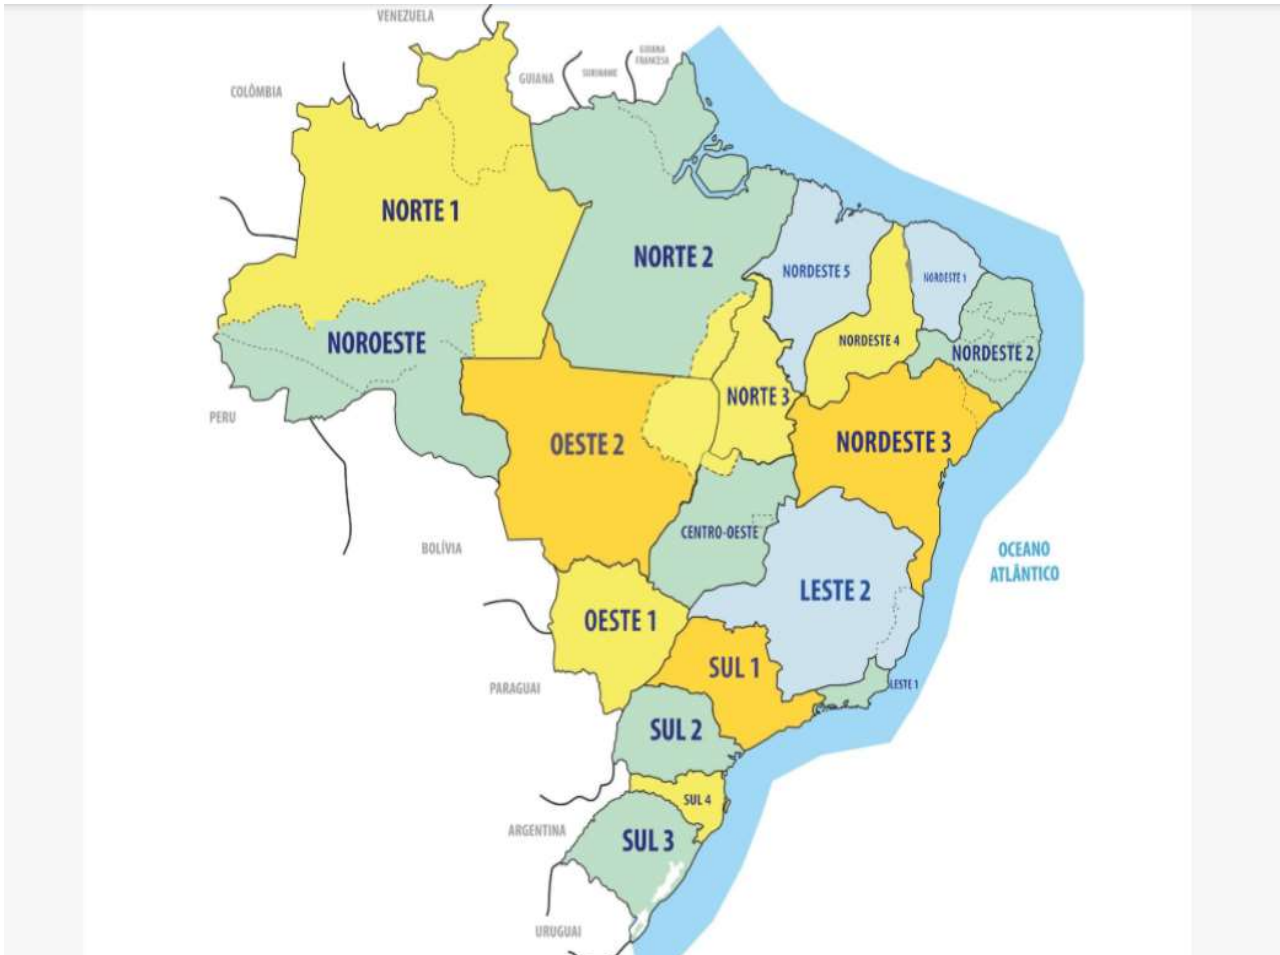 VENEZUELA
GUIANA
FRANCESA
SURINAME
GUIANA
COLÔMBIA
NORTE 1
NORTE 2
NORDESTE 5
NORDESTE 1
NOROESTE
NORDESTE 4
NORDESTE 2
NORTE 3
PERU
OESTE 2
NORDESTE 3
CENTRO-OESTE
BOLÍVIA
OCEANO
ATLÂNTICO
LESTE 2
OESTE 1
SUL 1
PARAGUAI
LESTE 1
SUL 2
SUL 4
ARGENTINA
SUL 3
URUGUAI